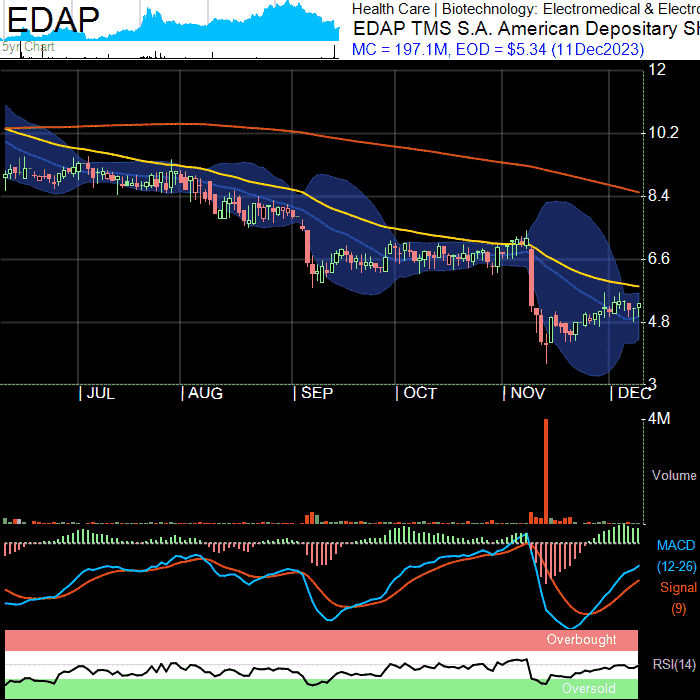 EDAP
5yr Chart
Health Care | Biotechnology: Electromedical & Electro
EDAP TMS S.A. American Depositary Sh
MC = 197.1M, EOD = $5.34 (11Dec2023)
12
10.2
8.4
6.6
4.8
3
| JUL | AUG | SEP | OCT | NOV | DEC
4M
Volume
MACD
(12-26)
Signal
(9)
Overbought
RSI(14)
Oversold